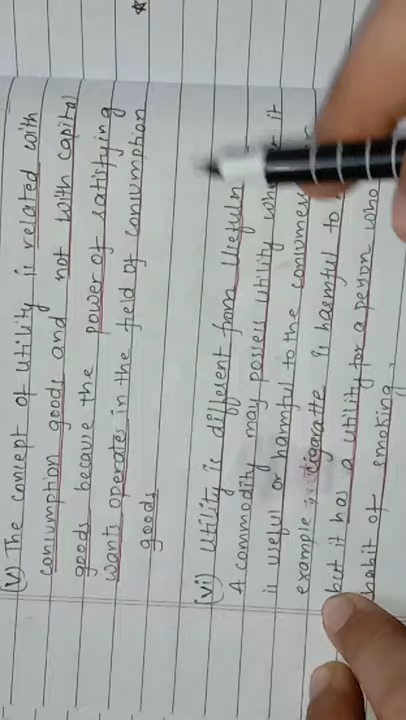 (v) The concept of utility is related with
consumption goods and not with capital
goods because the power of satisfying
wants operates in the field of consumption
goods
(vi) Utility is different from Usefuln
A commodity may possess utility whe it
is useful or harmful to the consumer
example, cigarette is harmful to
but it has a utility for a person who
habit of smoking.